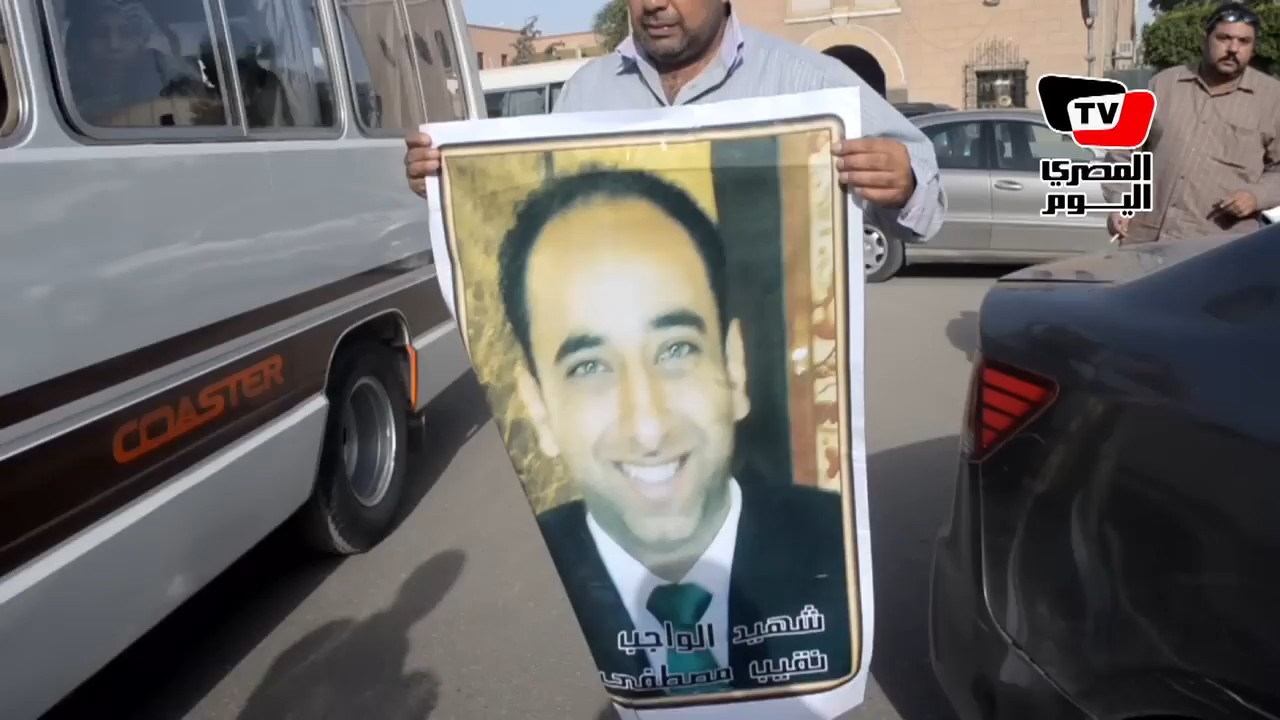 COASTER
TV
المصري
اليوم
شهيد الواجب
نقيب مصطفى